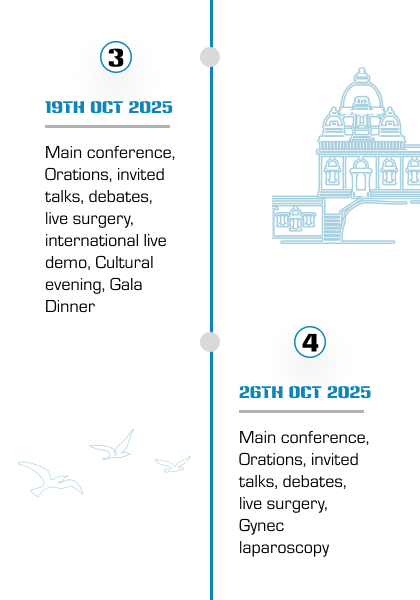 3
19TH OCT 2025
Main conference,
Orations, invited
talks, debates,
live surgery,
international live
demo, Cultural
evening, Gala
Dinner
4
26TH OCT 2025
Main conference,
Orations, invited
talks, debates,
live surgery,
Gynec
laparoscopy